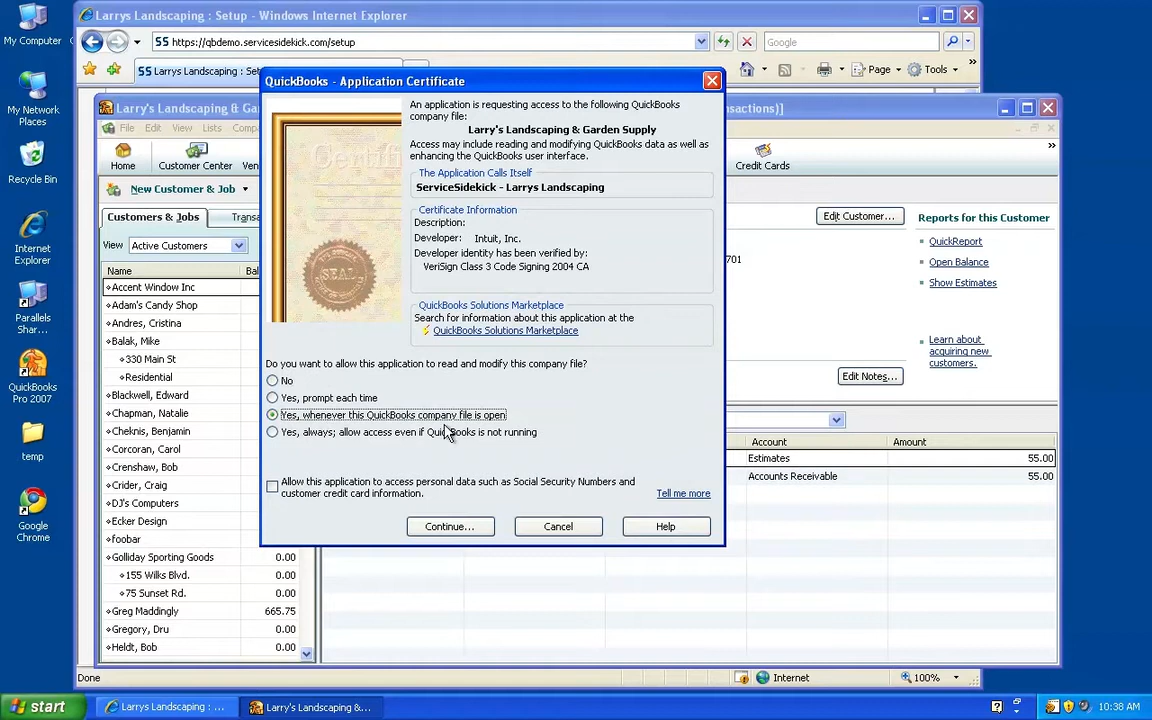 Larrys Landscaping : Setup - Windows Internet Explorer
My Computer
https://qbdemo.servicesidekick.com/setup
Google
Larrys Landscaping : Set
Page
Tools
My Network
Places
QuickBooks - Application Certificate
Larry's Landscaping & Ga
nsactions)]
File Edit View Lists Comp
Home
Customer Center
Ven
Credit Cards
Recycle Bin
New Customer & Job
Customers & Jobs
Transa
View
Active Customers
Name
Bal
Accent Window Inc
Adam's Candy Shop
Andres, Cristina
Balak, Mike
330 Main St
Residential
Blackwell, Edward
Chapman, Natalie
Cheknis, Benjamin
Corcoran, Carol
Crenshaw, Bob
Crider, Craig
DJ's Computers
Ecker Design
foobar
Golliday Sporting Goods 0.00
155 Wilks Blvd. 0.00
75 Sunset Rd. 0.00
Greg Maddingly 665.75
Gregory, Dru 0.00
Heldt, Bob 0.00
An application is requesting access to the following QuickBooks
company file:
Larry's Landscaping & Garden Supply
Access may include reading and modifying QuickBooks data as well as
enhancing the QuickBooks user interface.
The Application Calls Itself
ServiceSidekick - Larrys Landscaping
Certificate Information
Description:
Developer: Intuit, Inc.
Developer identity has been verified by:
VeriSign Class 3 Code Signing 2004 CA
QuickBooks Solutions Marketplace
Search for information about this application at the
QuickBooks Solutions Marketplace
SEAL
Do you want to allow this application to read and modify this company file?
No
Yes, prompt each time
Yes, whenever this QuickBooks company file is open
Yes, always; allow access even if QuickBooks is not running
Allow this application to access personal data such as Social Security Numbers and
customer credit card information.
Tell me more
Continue...
Cancel
Help
Edit Customer...
701
Edit Notes...
Reports for this Customer
QuickReport
Open Balance
Show Estimates
Learn about
acquiring new
customers.
Account
Amount
Estimates 55.00
Accounts Receivable 55.00
Internet
Explorer
Parallels
Shar...
QuickBooks
Pro 2007
temp
Google
Chrome
Done
Internet
100%
start
Larrys Landscaping : ...
Larry's Landscaping &...
10:38 AM